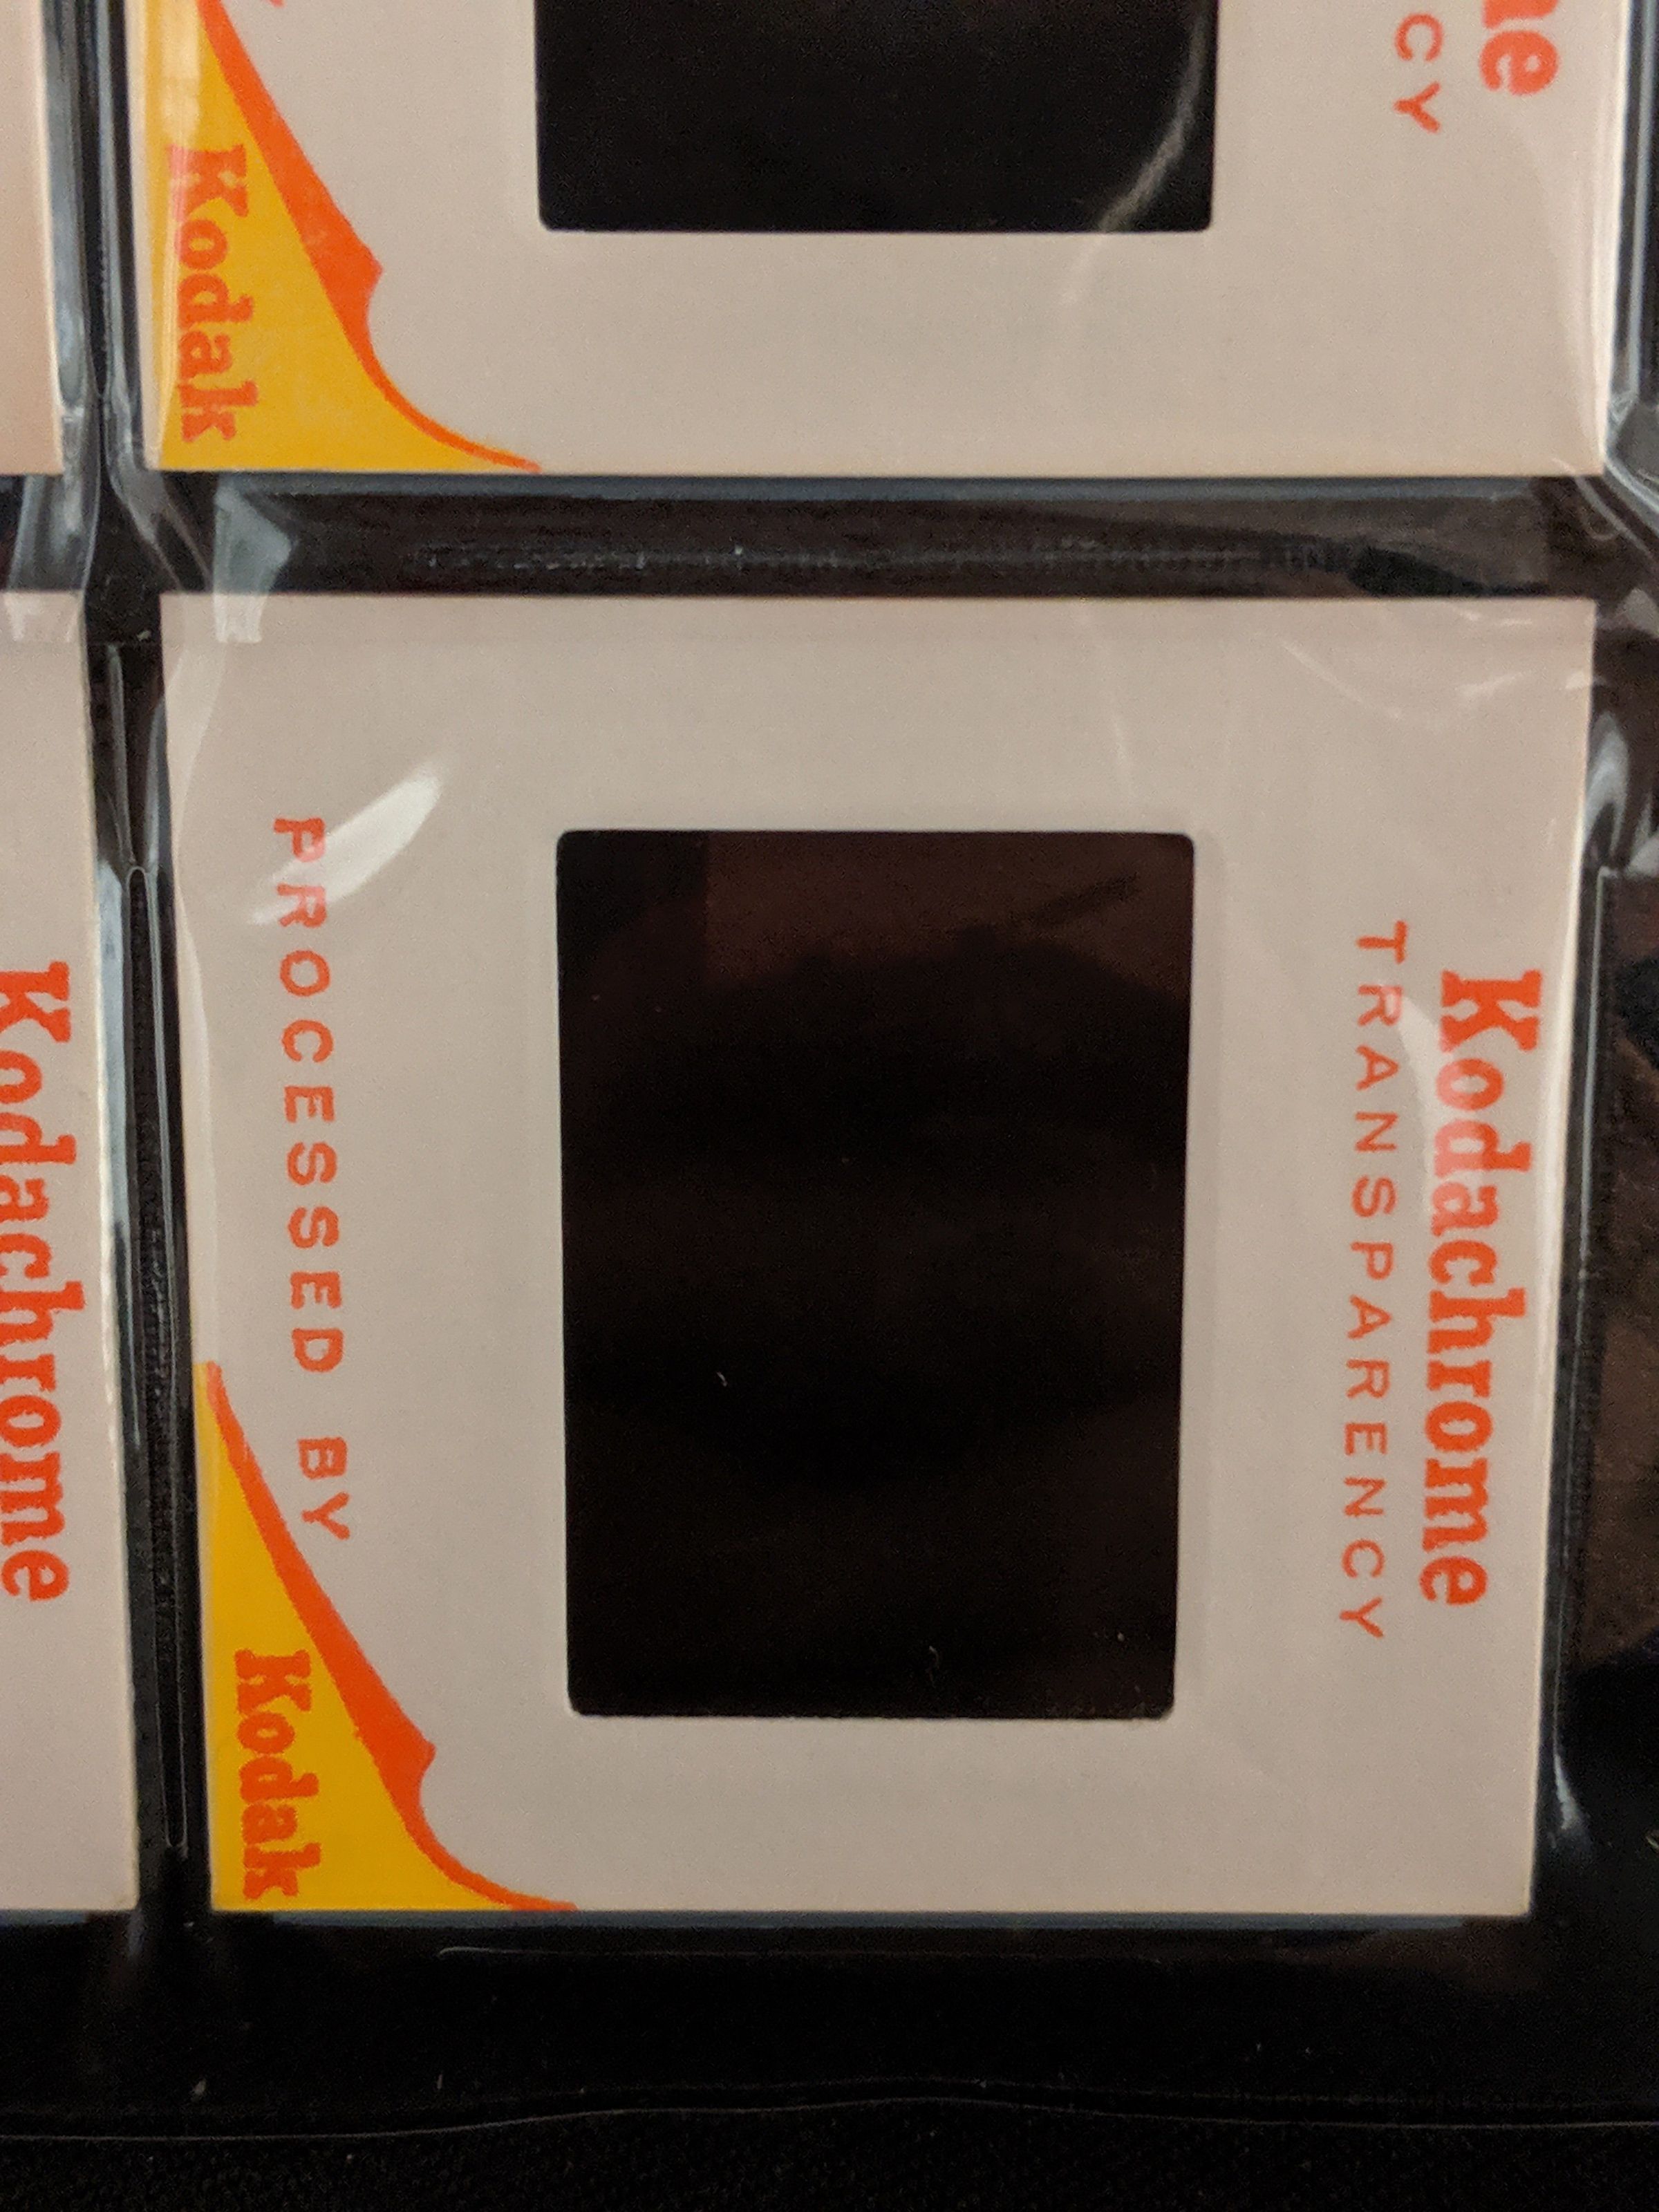 CY
Kodak
Kodachrome
Kodachrome
TRANSPARENCY
PROCESSED BY
Kodak